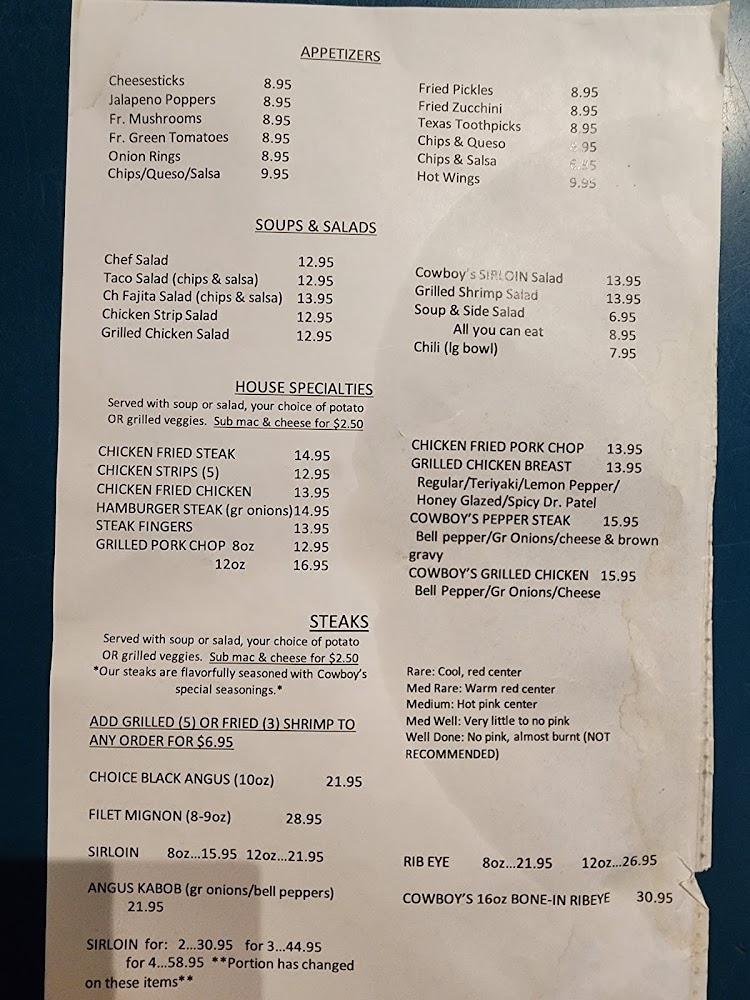 APPETIZERS
Cheesesticks 8.95
Jalapeno Poppers 8.95
Fr. Mushrooms 8.95
Fr. Green Tomatoes 8.95
Onion Rings 8.95
Chips/Queso/Salsa 9.95
Fried Pickles 8.95
Fried Zucchini 8.95
Texas Toothpicks 8.95
Chips & Queso
Chips & Salsa
Hot Wings 9.95
SOUPS & SALADS
Chef Salad 12.95
Taco Salad (chips & salsa) 12.95
Ch Fajita Salad (chips & salsa) 13.95
Chicken Strip Salad 12.95
Grilled Chicken Salad 12.95
Cowboy's SIRLOIN Salad 13.95
Grilled Shrimp Salad 13.95
Soup & Side Salad 6.95
All you can eat 8.95
Chili (lg bowl) 7.95
HOUSE SPECIALTIES
Served with soup or salad, your choice of potato
OR grilled veggies. Sub mac & cheese for $2.50
CHICKEN FRIED STEAK 14.95
CHICKEN STRIPS (5) 12.95
CHICKEN FRIED CHICKEN 13.95
HAMBURGER STEAK (gr onions)14.95
STEAK FINGERS 13.95
GRILLED PORK CHOP 8oz 12.95
12oz 16.95
CHICKEN FRIED PORK CHOP 13.95
GRILLED CHICKEN BREAST 13.95
Regular/Teriyaki/Lemon Pepper/
Honey Glazed/Spicy Dr. Patel
COWBOY'S PEPPER STEAK 15.95
Bell pepper/Gr Onions/cheese & brown
gravy
COWBOY'S GRILLED CHICKEN 15.95
Bell Pepper/Gr Onions/Cheese
STEAKS
Served with soup or salad, your choice of potato
OR grilled veggies. Sub mac & cheese for $2.50
*Our steaks are flavorfully seasoned with Cowboy's
special seasonings.*
ADD GRILLED (5) OR FRIED (3) SHRIMP TO
ANY ORDER FOR $6.95
CHOICE BLACK ANGUS (10oz) 21.95
FILET MIGNON (8-9oz) 28.95
SIRLOIN 8oz...15.95 12oz...21.95
ANGUS KABOB (gr onions/bell peppers)
21.95
SIRLOIN for: 2...30.95 for 3...44.95
for 4...58.95 **Portion has changed
on these items**
Rare: Cool, red center
Med Rare: Warm red center
Medium: Hot pink center
Med Well: Very little to no pink
Well Done: No pink, almost burnt (NOT
RECOMMENDED)
RIB EYE 8oz...21.95 12oz...26.95
COWBOY'S 16oz BONE-IN RIBEYE 30.95